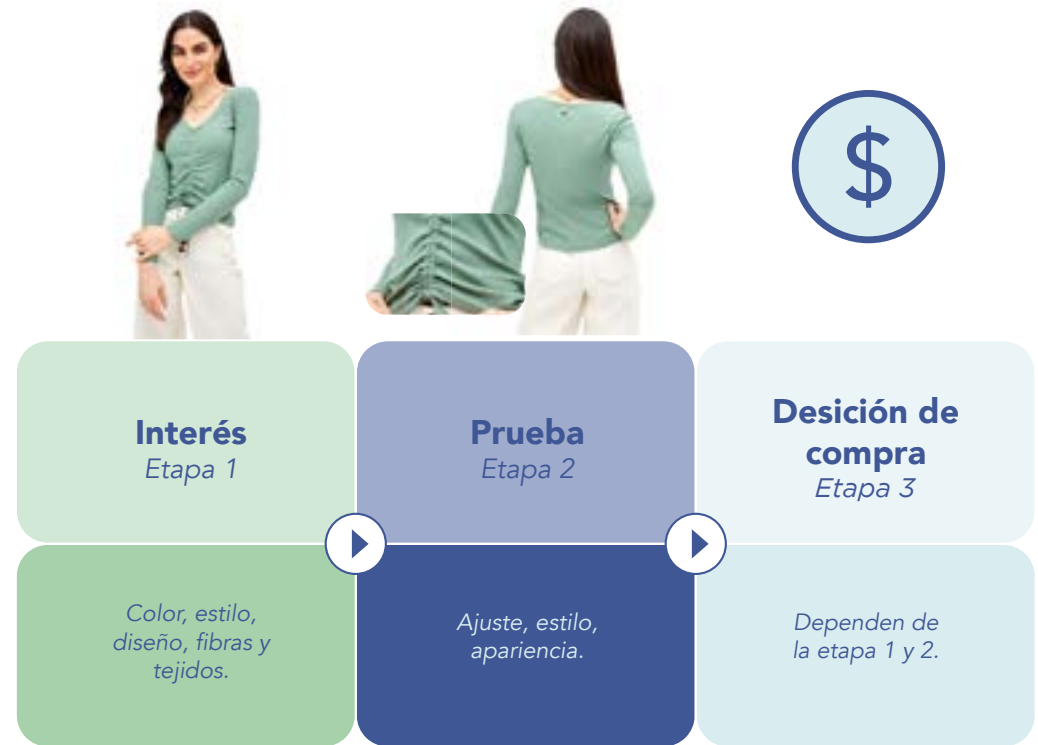 $
Interés
Etapa 1
Prueba
Etapa 2
Desición de
compra
Etapa 3
Color, estilo,
diseño, fibras y
tejidos.
Ajuste, estilo,
apariencia.
Dependen de
la etapa 1 y 2.